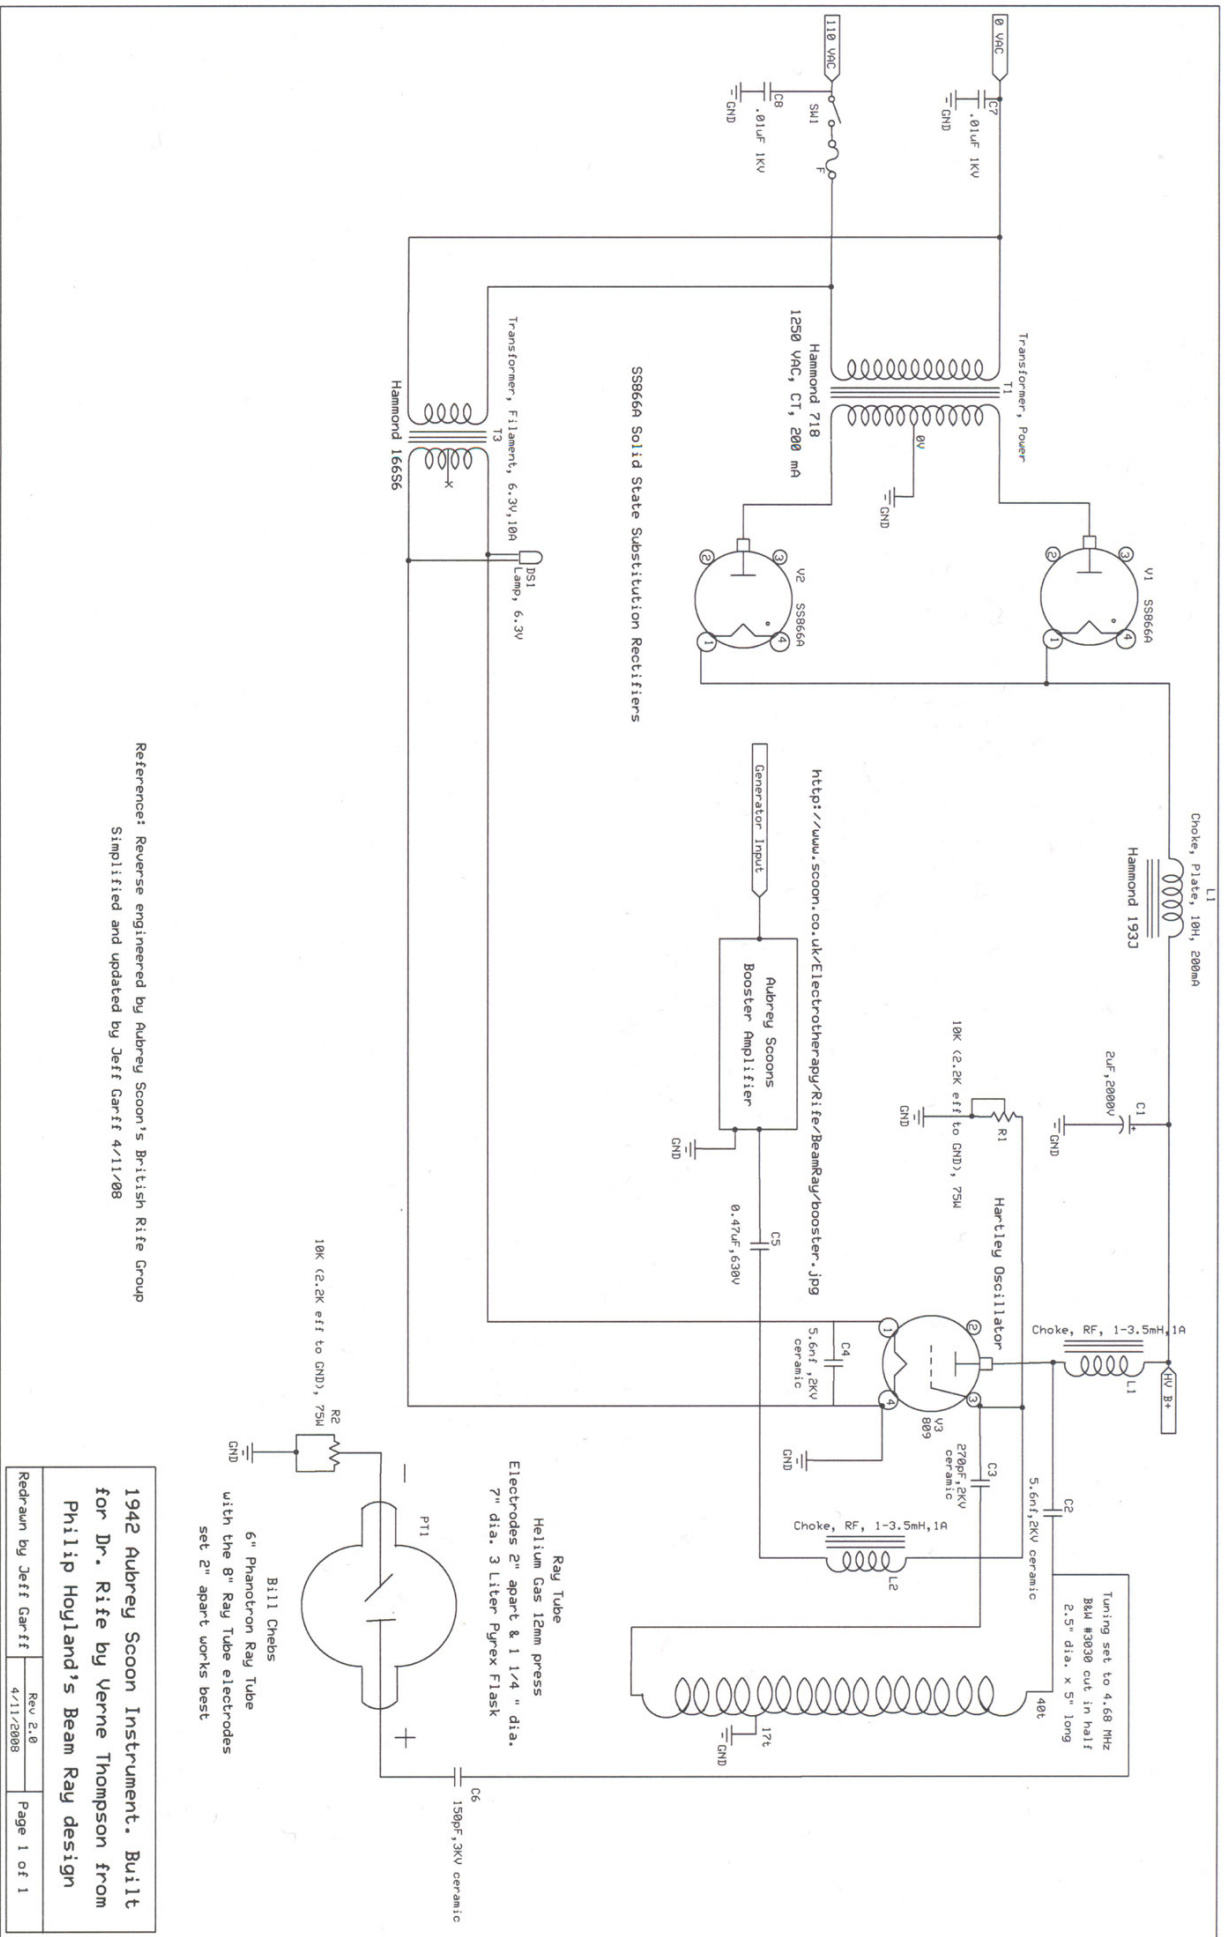 0 VAC
C7
.01uF 1KV
GND
110 VAC
C8
.01uF 1KV
GND
SW1
F
Transformer, Power
T1
0V
GND
Hammond 718
1250 VAC, CT, 200 mA
SS866A Solid State Substitution Rectifiers
Transformer, Filament, 6.3V,10A
T3
Hammond 166S6
DS1
Lamp, 6.3V
V1
SS866A
3
2
4
1
V2
SS866A
3
2
4
1
L1
Choke, Plate, 10H, 200mA
Hammond 193J
C1
2uF,2000V
+
GND
HV B+
Choke, RF, 1-3.5mH,1A
L1
R1
10K (2.2K eff to GND), 75W
GND
Hartley Oscillator
http://www.scoon.co.uk/Electrotherapy/Rife/BeamRay/booster.jpg
Generator Input
Aubrey Scoons
Booster Amplifier
GND
C5
0.47uF,630V
C4
5.6nf ,2KV
ceramic
2
1
3
4
V3
809
GND
C3
270pF,2KV
ceramic
C2
5.6nf,2KV ceramic
Choke, RF, 1-3.5mH,1A
L2
Tuning set to 4.68 MHz
B&W #3030 cut in half
2.5" dia. x 5" long
40t
17t
GND
C6
150pF,3KV ceramic
Ray Tube
Helium Gas 12mm press
Electrodes 2" apart & 1 1/4 " dia.
7" dia. 3 Liter Pyrex Flask
PT1
−
+
R2
10K (2.2K eff to GND), 75W
GND
Bill Chebs
6" Phanotron Ray Tube
with the 8" Ray Tube electrodes
set 2" apart works best
Reference: Reverse engineered by Aubrey Scoon's British Rife Group
Simplified and updated by Jeff Garff 4/11/08
1942 Aubrey Scoon Instrument. Built
for Dr. Rife by Verne Thompson from
Philip Hoyland's Beam Ray design
Redrawn by Jeff Garff
Rev 2.0
4/11/2008
Page 1 of 1